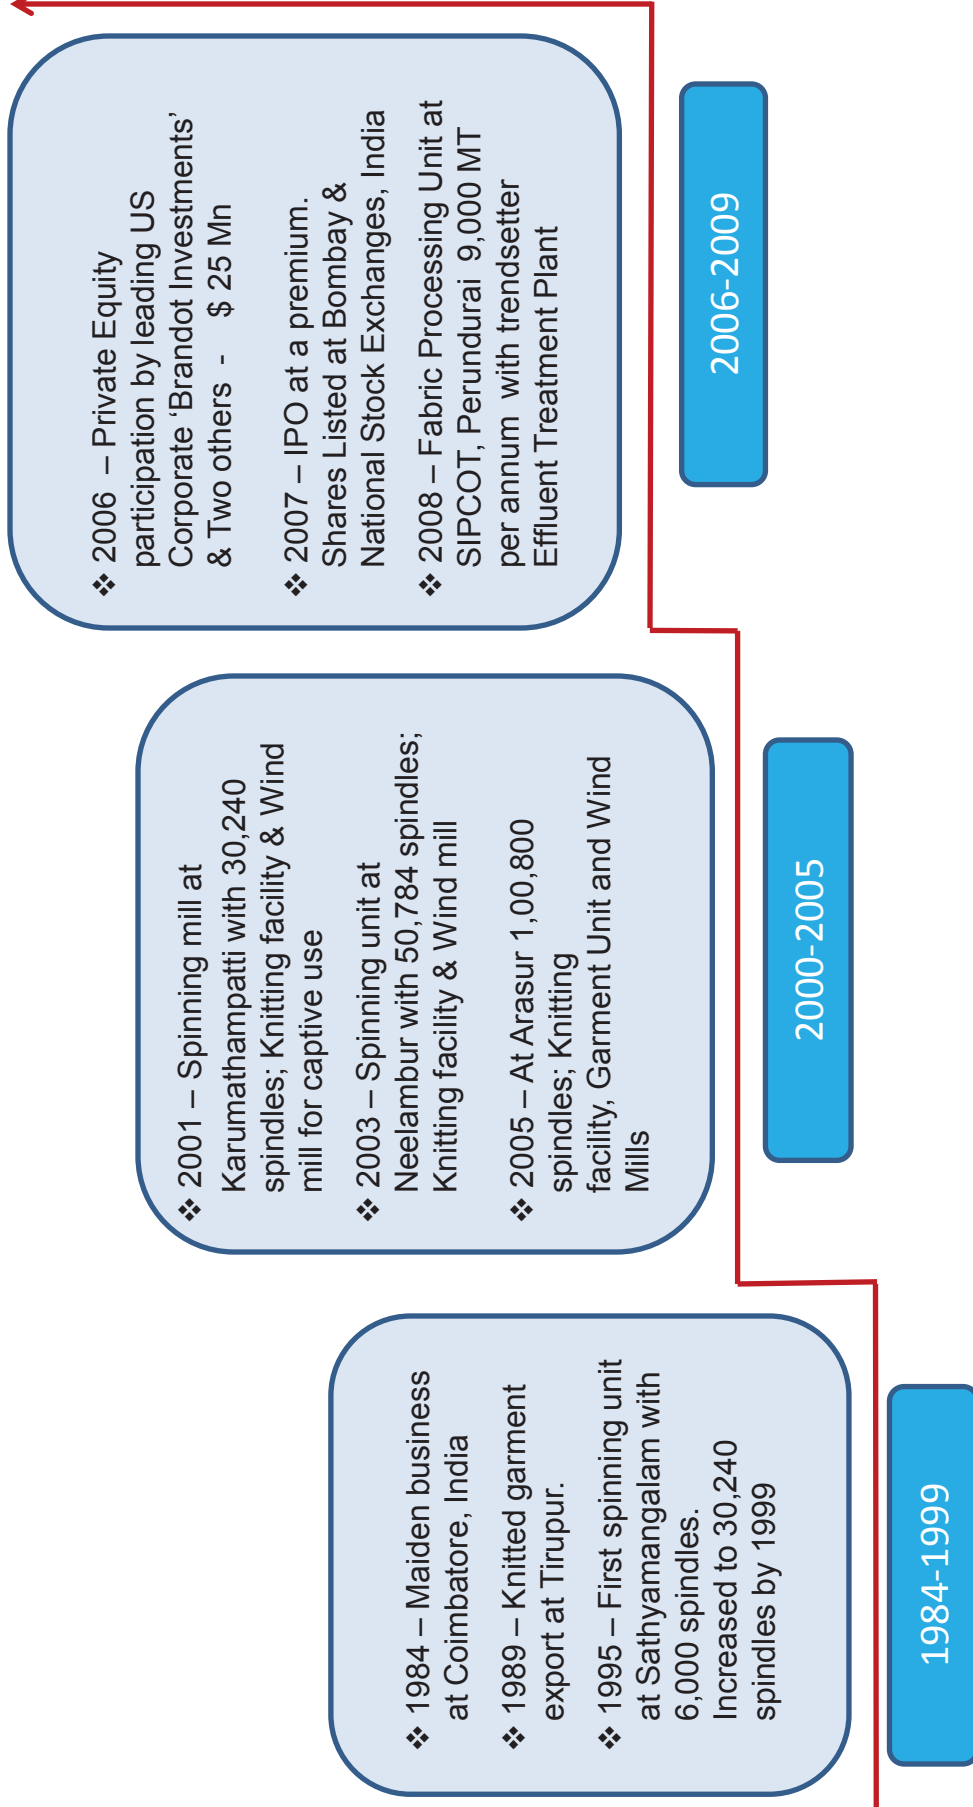 ❖ 1984 – Maiden business
at Coimbatore, India
❖ 1989 – Knitted garment
export at Tirupur.
❖ 1995 – First spinning unit
at Sathyamangalam with
6,000 spindles.
Increased to 30,240
spindles by 1999
1984-1999
❖ 2001 – Spinning mill at
Karumathampatti with 30,240
spindles; Knitting facility & Wind
mill for captive use
❖ 2003 – Spinning unit at
Neelambur with 50,784 spindles;
Knitting facility & Wind mill
❖ 2005 – At Arasur 1,00,800
spindles; Knitting
facility, Garment Unit and Wind
Mills
2000-2005
❖ 2006 – Private Equity
participation by leading US
Corporate ‘Brandot Investments’
& Two others - $ 25 Mn
❖ 2007 – IPO at a premium.
Shares Listed at Bombay &
National Stock Exchanges, India
❖ 2008 – Fabric Processing Unit at
SIPCOT, Perundurai 9,000 MT
per annum with trendsetter
Effluent Treatment Plant
2006-2009